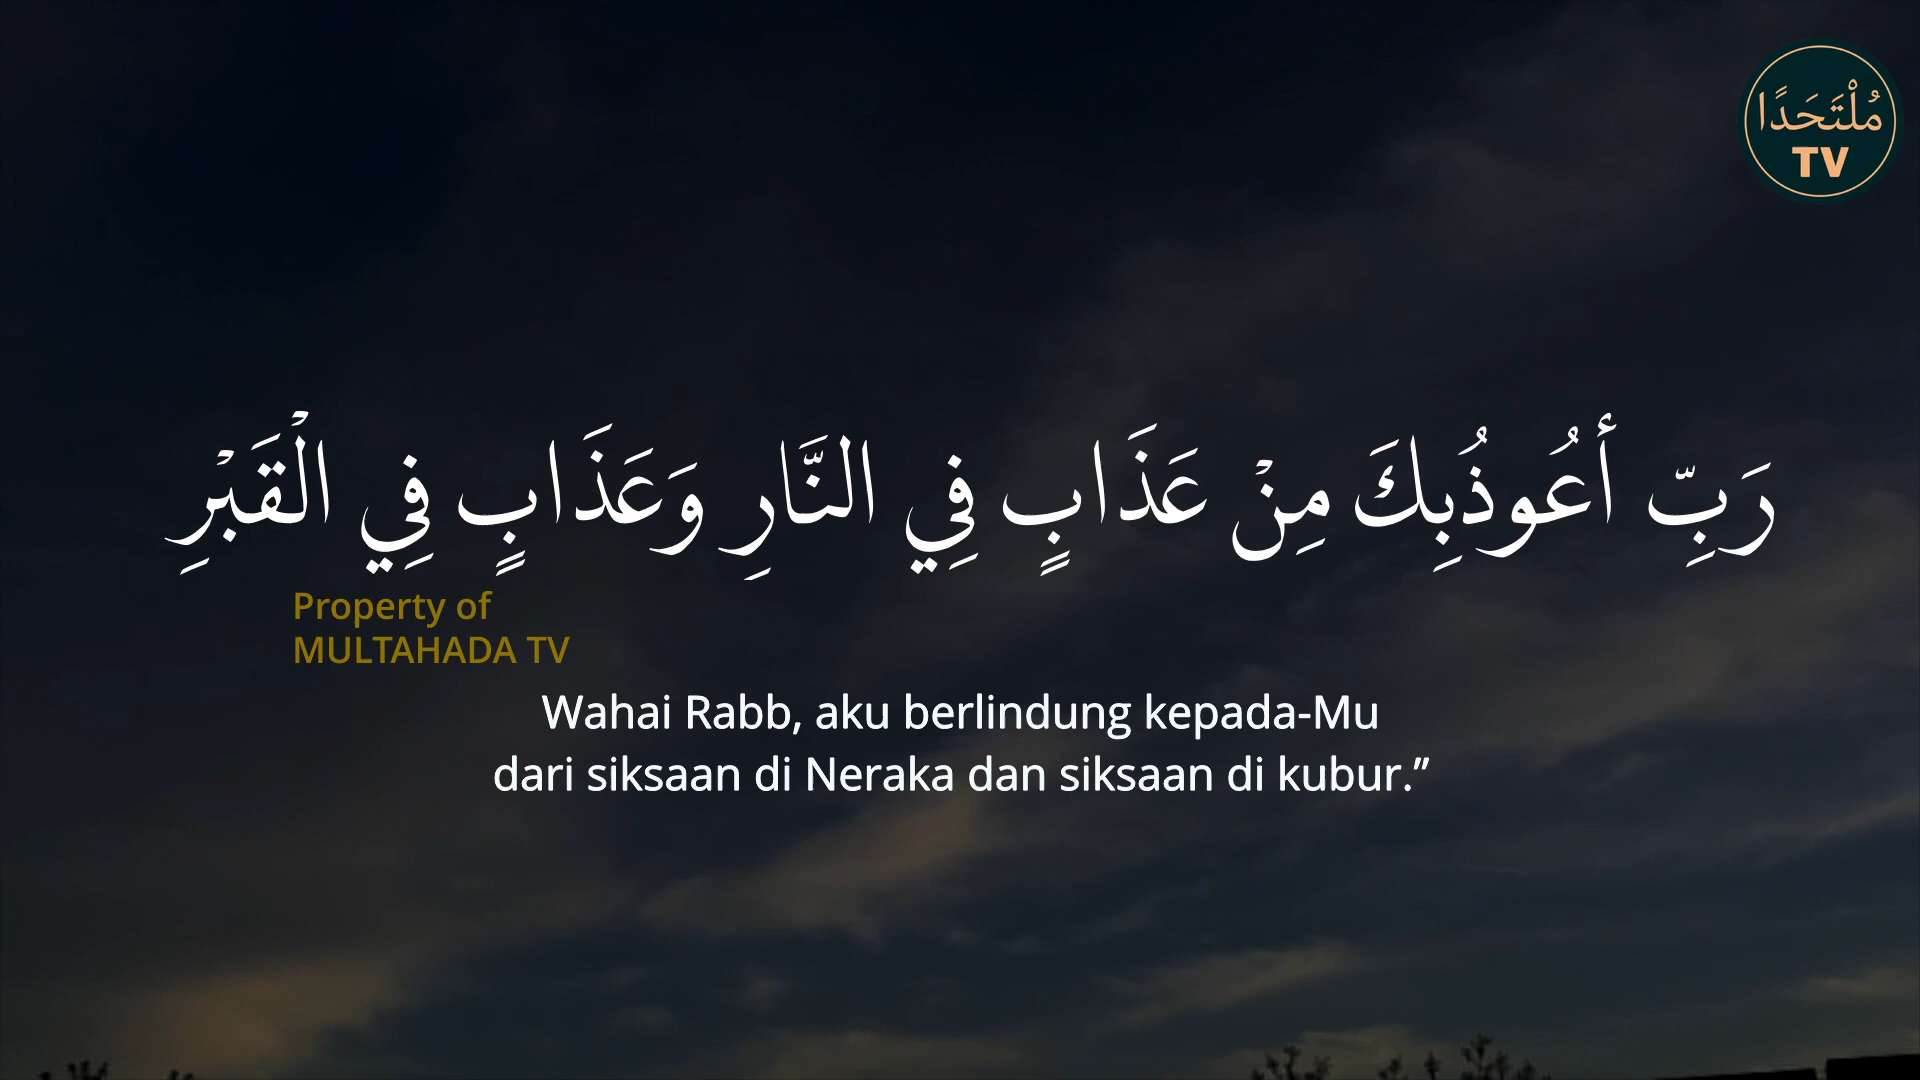 مُلْتَحَدًا
TV
رَبِّ أَعُوذُبِكَ مِنْ عَذَابٍ فِي النَّارِ وَعَذَابٍ فِي الْقَبْرِ
Property of
MULTAHADA TV
Wahai Rabb, aku berlindung kepada-Mu
dari siksaan di Neraka dan siksaan di kubur.”